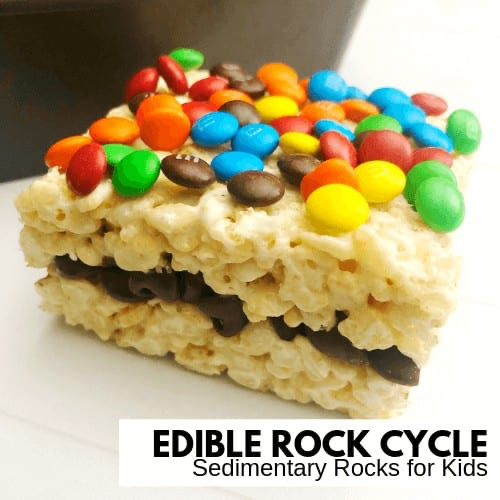 EDIBLE ROCK CYCLE
Sedimentary Rocks for Kids